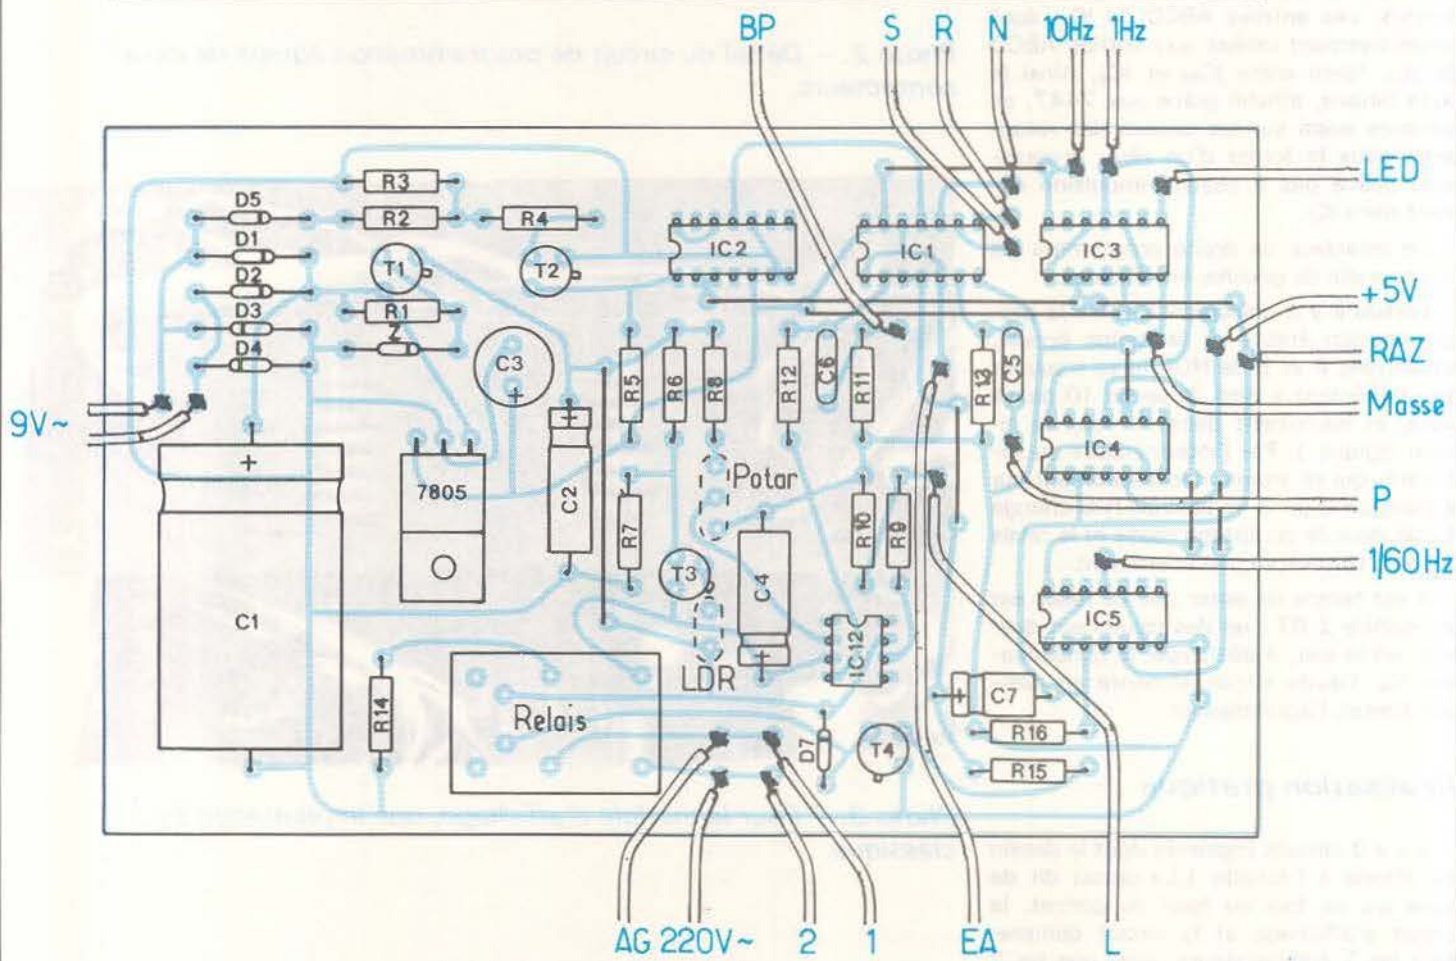 BP S R N 10Hz 1Hz
LED
R3
D5 R2 R4
D1 IC2 IC1 IC3
T1 T2
D2
+5V
R1
D3
Z
RAZ
D4 C3
R5 R6 R8 R12 C6 R11 R13 C5
Masse
9V~
+ +
IC4
+
7805 Potar
P
C2
R7 R10 R9
1/60Hz
T3 C4
C1 IC5
IC12
+
LDR
+ C7
R14 Relais
R16
D7 T4
R15
AG 220V~ 2 1 EA L